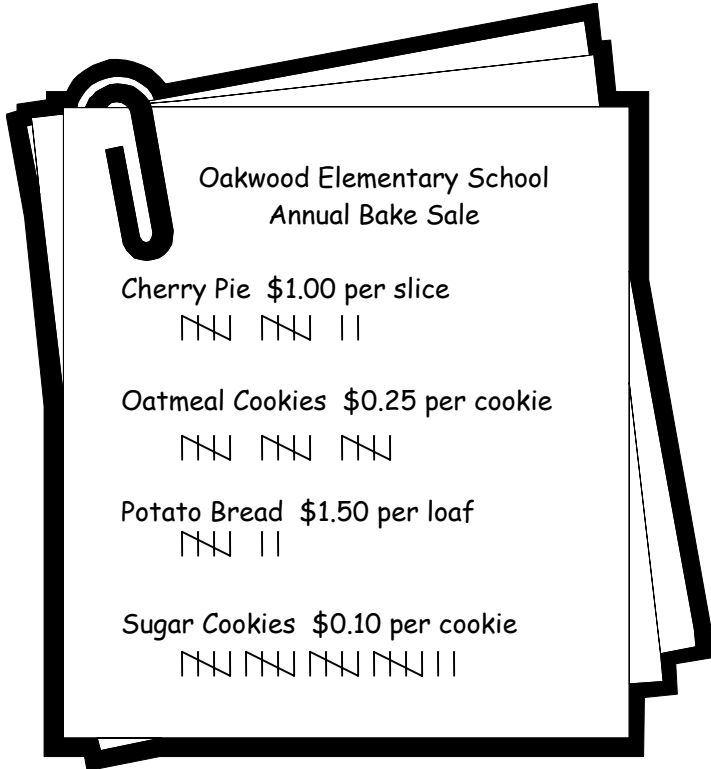 Oakwood Elementary School
Annual Bake Sale
Cherry Pie $1.00 per slice
Oatmeal Cookies $0.25 per cookie
Potato Bread $1.50 per loaf
Sugar Cookies $0.10 per cookie